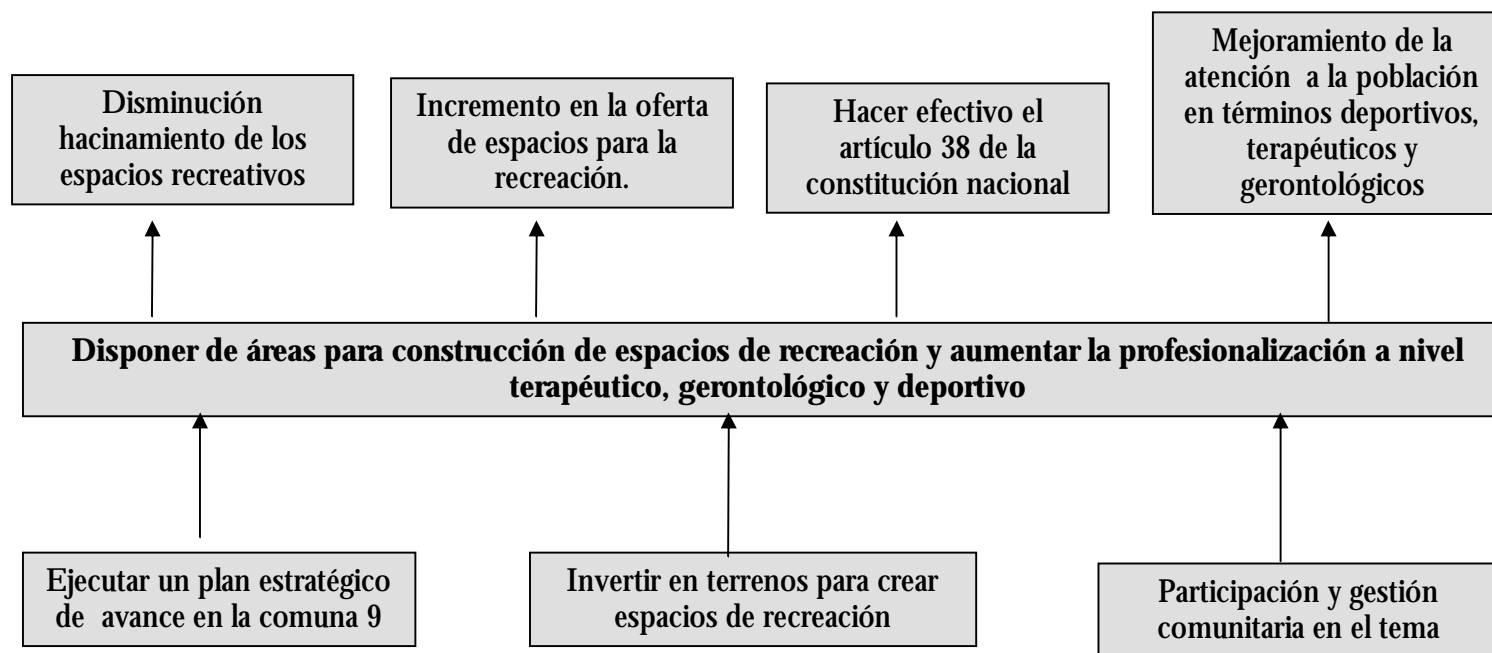 Disminución
hacinamiento de los
espacios recreativos
Incremento en la oferta
de espacios para la
recreación.
Hacer efectivo el
artículo 38 de la
constitución nacional
Mejoramiento de la
atención a la población
en términos deportivos,
terapéuticos y
gerontológicos
Disponer de áreas para construcción de espacios de recreación y aumentar la profesionalización a nivel
terapéutico, gerontológico y deportivo
Ejecutar un plan estratégico
de avance en la comuna 9
Invertir en terrenos para crear
espacios de recreación
Participación y gestión
comunitaria en el tema